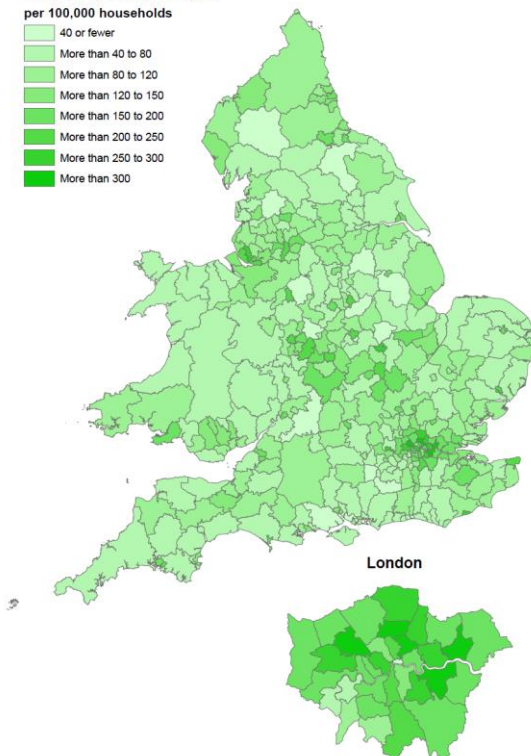 per 100,000 households
40 or fewer
More than 40 to 80
More than 80 to 120
More than 120 to 150
More than 150 to 200
More than 200 to 250
More than 250 to 300
More than 300
London